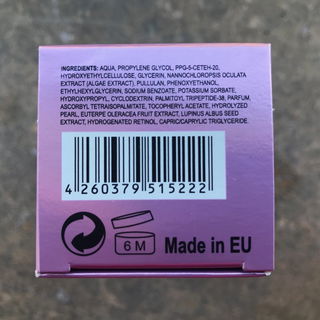 INGREDIENTS: AQUA, PROPYLENE GLYCOL, PPG-5-CETEH-20,
HYDROXYETHYLCELLULOSE, GLYCERIN, NANNOCHLOROPSIS OCULATA
EXTRACT (ALGAE EXTRACT), PULLULAN, PHENOXYETHANOL,
ETHYLHEXYLGLYCERIN, SODIUM BENZOATE, POTASSIUM SORBATE,
HYDROXYPROPYL, CYCLODEXTRIN, PALMITOYL TRIPEPTIDE-38, PARFUM,
ASCORBYL TETRAISOPALMITATE, TOCOPHERYL ACETATE, HYDROLYZED
PEARL, EUTERPE OLERACEA FRUIT EXTRACT, LUPINUS ALBUS SEED
EXTRACT, HYDROGENATED RETINOL, CAPRIC/CAPRYLIC TRIGLYCERIDE.
4 260379 515222
6 M
Made in EU